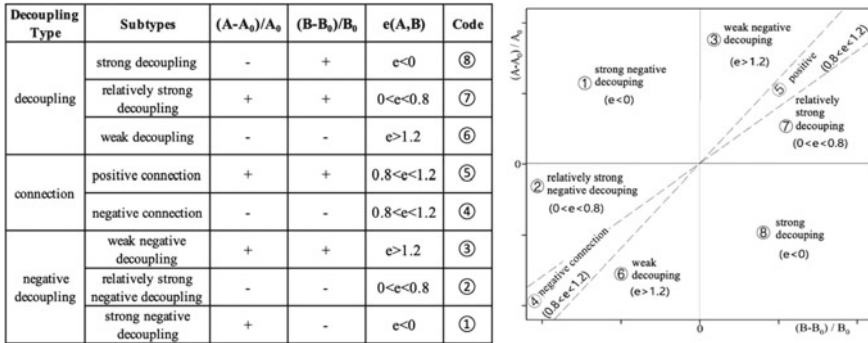 Decoupling Type Subtypes (A-A₀)/A₀ (B-B₀)/B₀ e(A,B) Code
decoupling
strong decoupling - + e<0 ⑧
relatively strong decoupling + + 0<e<0.8 ⑦
weak decoupling - - e>1.2 ⑥
connection
positive connection + + 0.8<e<1.2 ⑤
negative connection - - 0.8<e<1.2 ④
negative decoupling
weak negative decoupling + + e>1.2 ③
relatively strong negative decoupling - - 0<e<0.8 ②
strong negative decoupling + - e<0 ①
(A-A₀) / A₀
③ weak negative
decouping
(e>1.2)
① strong negative
decouping
(e<0)
⑤ positive
(0.8<e<1.2)
relatively
strong
⑦ decouping
(0<e<0.8)
0
② relatively strong
negative decouping
(0<e<0.8)
⑧ strong
decouping
(e<0)
④ negative connection
(0.8<e<1.2)
⑥ weak
decouping
(e>1.2)
0
(B-B₀) / B₀